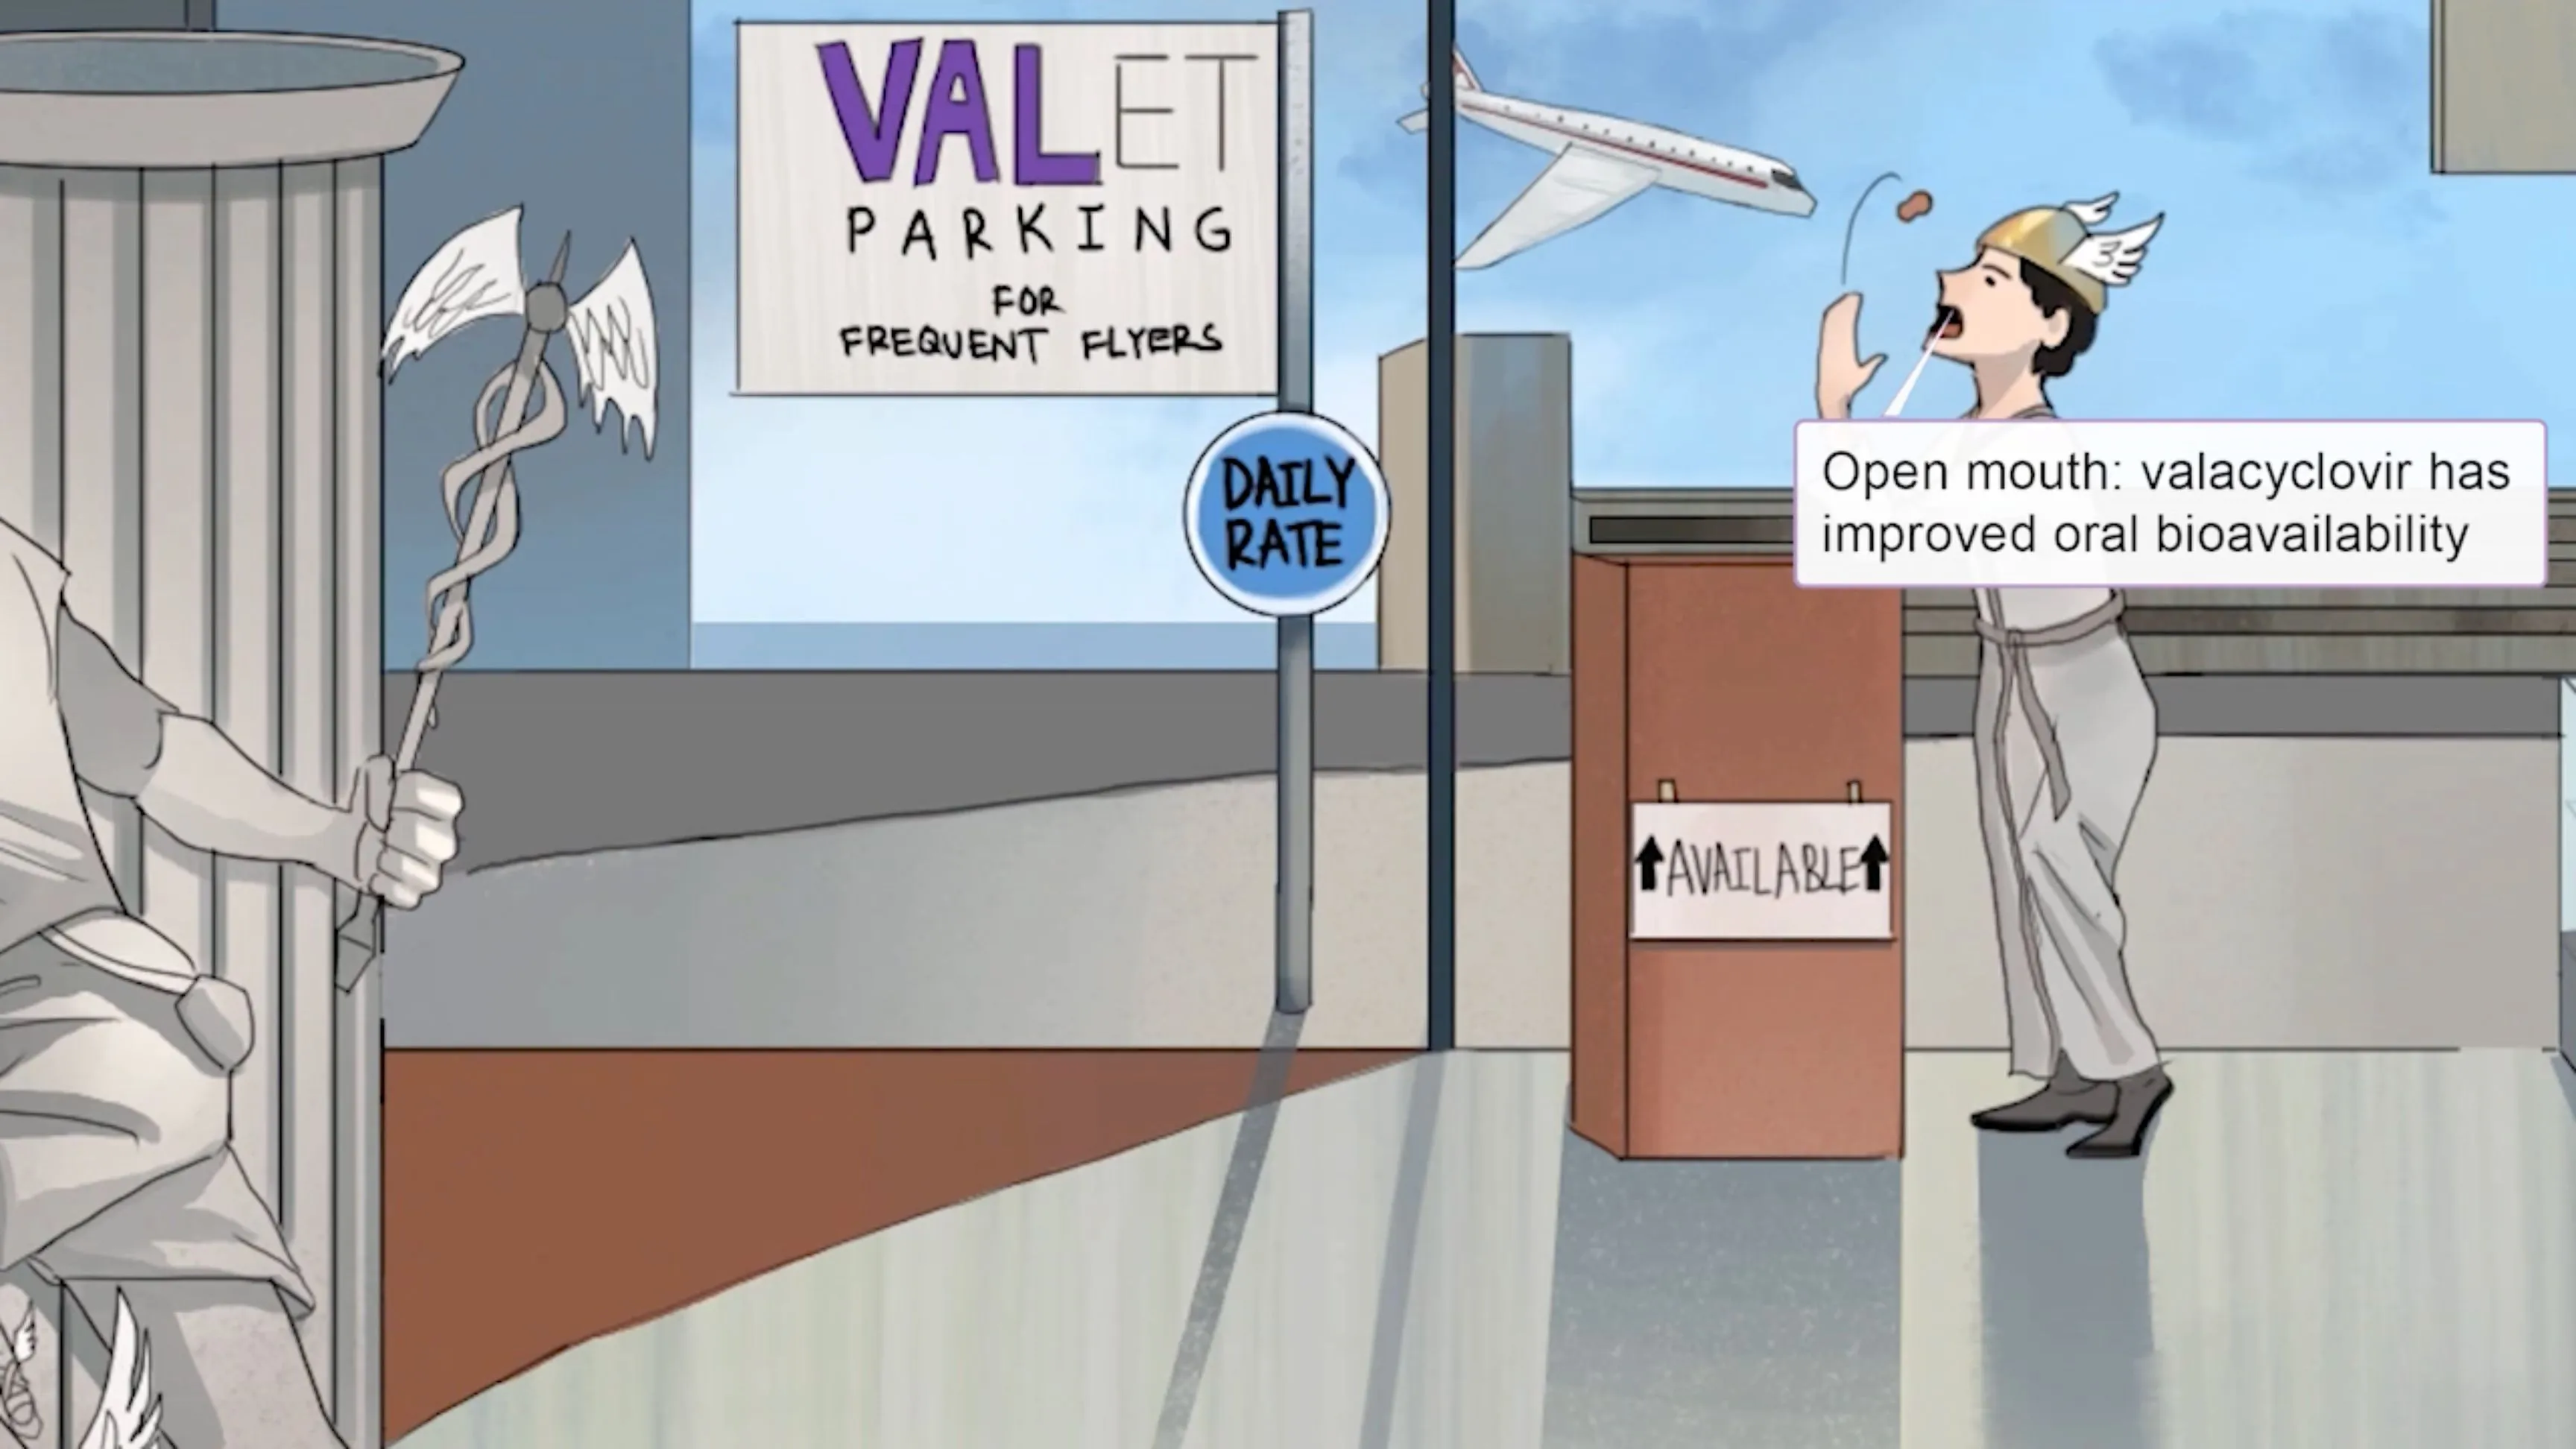 VALET
PARKING
FOR
FREQUENT FLYERS
DAILY
RATE
Open mouth: valacyclovir has
improved oral bioavailability
↑AVAILABLE↑